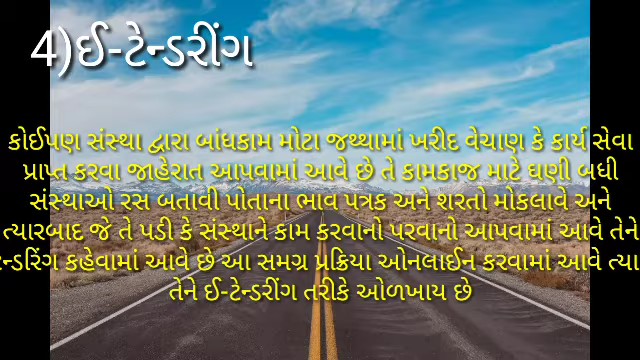 4)ઈ-ટેન્ડરીંગ
કોઈપણ સંસ્થા દ્વારા બાંધકામ મોટા જથ્થામાં ખરીદ વેચાણ કે કાર્ય સેવા
પ્રાપ્ત કરવા જાહેરાત આપવામાં આવે છે તે કામકાજ માટે ઘણી બધી
સંસ્થાઓ રસ બતાવી પોતાના ભાવ પત્રક અને શરતો મોકલાવે અને
ત્યારબાદ જે તે પડી કે સંસ્થાને કામ કરવાનો પરવાનો આપવામાં આવે તેને
કહેવામાં આવે છે આ સમગ્ર પ્રક્રિયા ઓનલાઈન કરવામાં આવે
તેને ઈ-ટેન્ડરીંગ તરીકે ઓળખાય છે